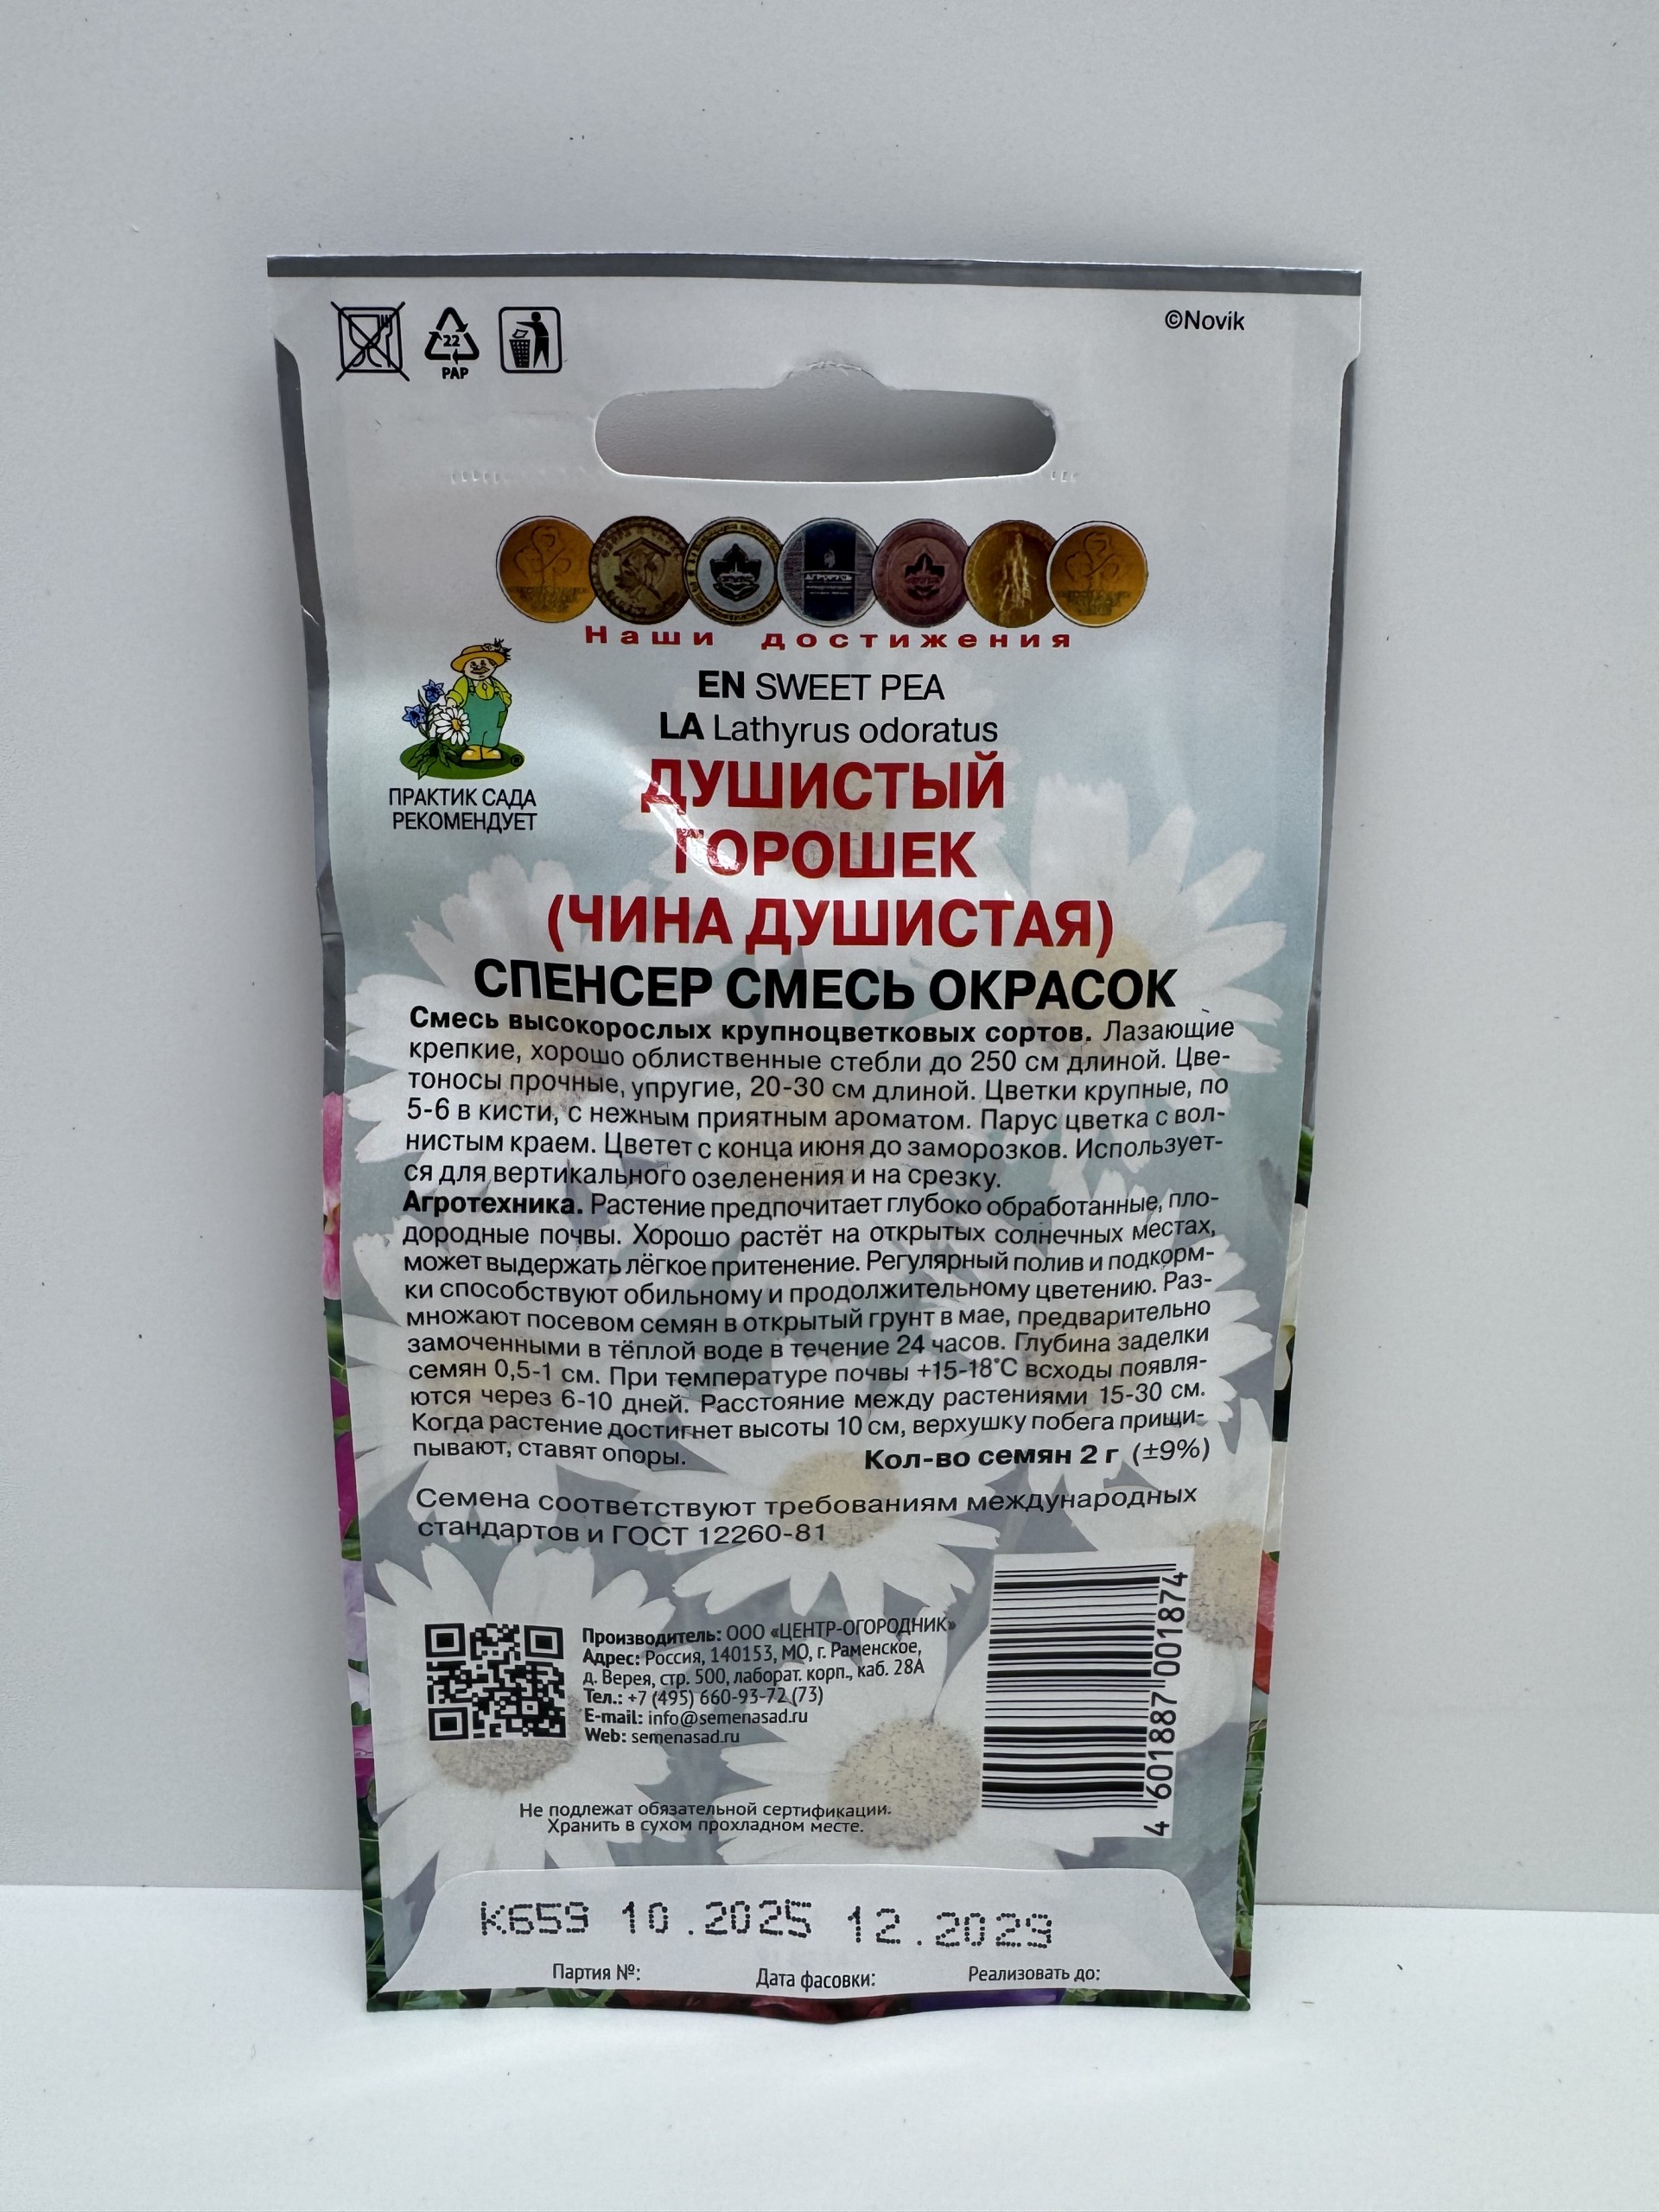 ©Novik
22
PAP
Наши достижения
EN SWEET PEA
LA Lathyrus odoratus
ПРАКТИК САДА
РЕКОМЕНДУЕТ
ДУШИСТЫЙ
ГОРОШЕК
(ЧИНА ДУШИСТАЯ)
СПЕНСЕР СМЕСЬ ОКРАСОК
Смесь высокорослых крупноцветковых сортов. Лазающие
крепкие, хорошо облиственные стебли до 250 см длиной. Цве-
тоносы прочные, упругие, 20-30 см длиной. Цветки крупные, по
5-6 в кисти, с нежным приятным ароматом. Парус цветка с вол-
нистым краем. Цветет с конца июня до заморозков. Использует-
ся для вертикального озеленения и на срезку.
Агротехника. Растение предпочитает глубоко обработанные, пло-
дородные почвы. Хорошо растёт на открытых солнечных местах,
может выдержать лёгкое притенение. Регулярный полив и подкорм-
ки способствуют обильному и продолжительному цветению. Раз-
множают посевом семян в открытый грунт в мае, предварительно
замоченными в тёплой воде в течение 24 часов. Глубина заделки
семян 0,5-1 см. При температуре почвы +15-18°С всходы появля-
ются через 6-10 дней. Расстояние между растениями 15-30 см.
Когда растение достигнет высоты 10 см, верхушку побега прищи-
пывают, ставят опоры.
Кол-во семян 2 г (±9%)
Семена соответствуют требованиям международных
стандартов и ГОСТ 12260-81
Производитель: ООО «ЦЕНТР-ОГОРОДНИК»
Адрес: Россия, 140153, МО, г. Раменское,
д. Верея, стр. 500, лаборат. корп., каб. 28А
Тел.: +7 (495) 660-93-72 (73)
E-mail: info@semenasad.ru
Web: semenasad.ru
4 601887 001874
Не подлежат обязательной сертификации.
Хранить в сухом прохладном месте.
К659 10.2025 12.2029
Партия №: Дата фасовки: Реализовать до: